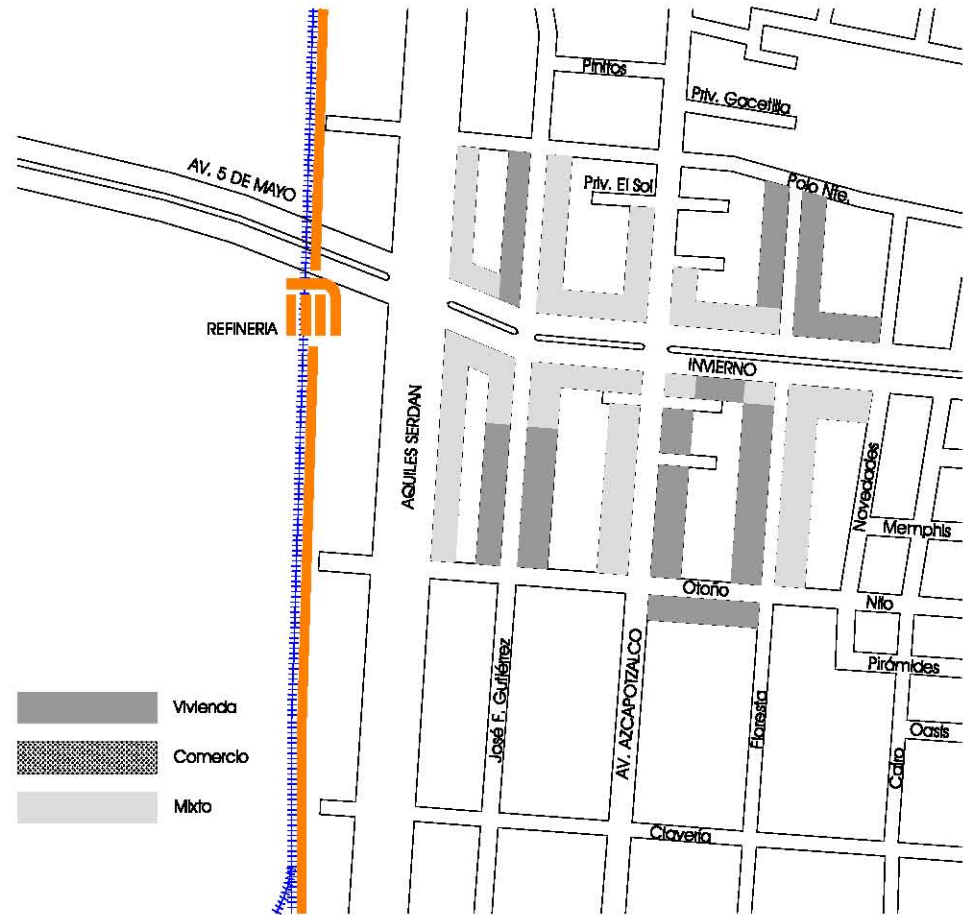 Pinitos
Priv. Gacetilla
AV. 5 DE MAYO
Priv. El Sol
Polo Nte.
REFINERIA
INVIERNO
AQUILES SERDAN
Novedades
Memphis
Otoño
Nilo
José F. Gutiérrez
AV. AZCAPOTZALCO
Floresta
Pirámides
Oasis
Cairo
Clavería
Vivienda
Comercio
Mixto